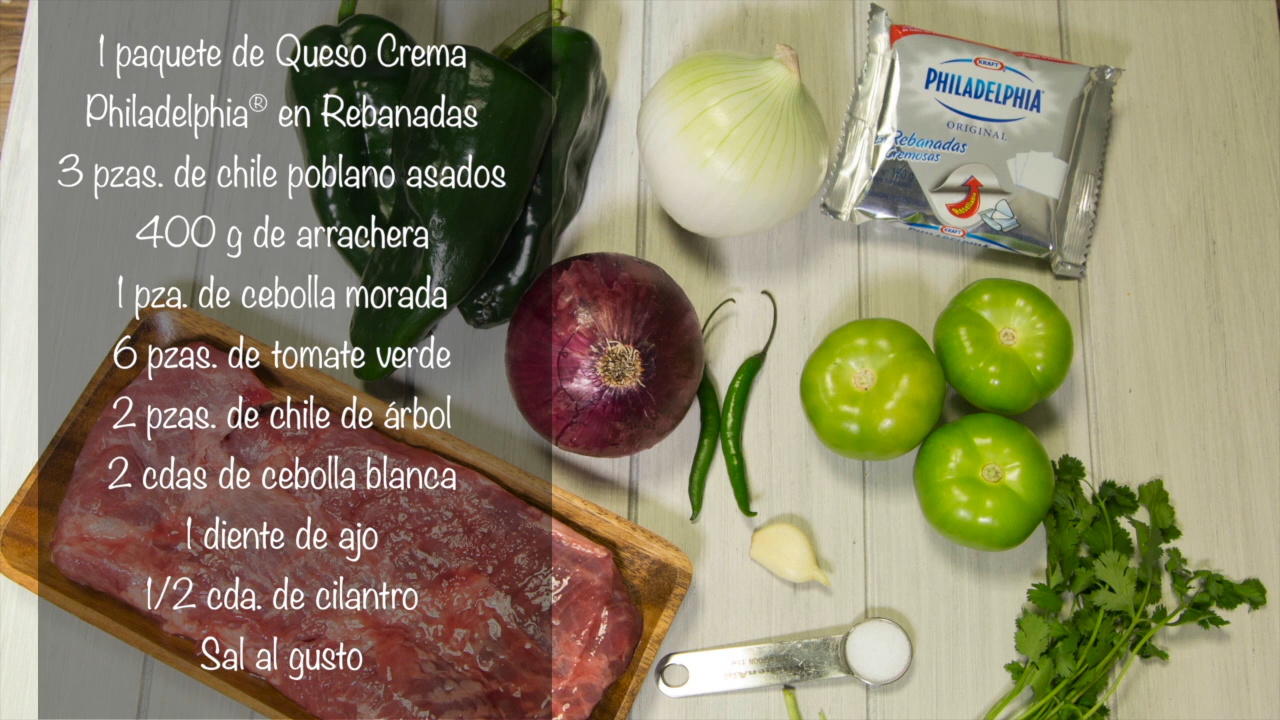 1 paquete de Queso Crema
Philadelphia® en Rebanadas
3 pzas. de chile poblano asados
400 g de arrachera
1 pza. de cebolla morada
6 pzas. de tomate verde
2 pzas. de chile de árbol
2 cdas de cebolla blanca
1 diente de ajo
1/2 cda. de cilantro
Sal al gusto
KRAFT
PHILADELPHIA
ORIGINAL
Rebanadas
Cremosas
KRAFT
PHILADELPHIA